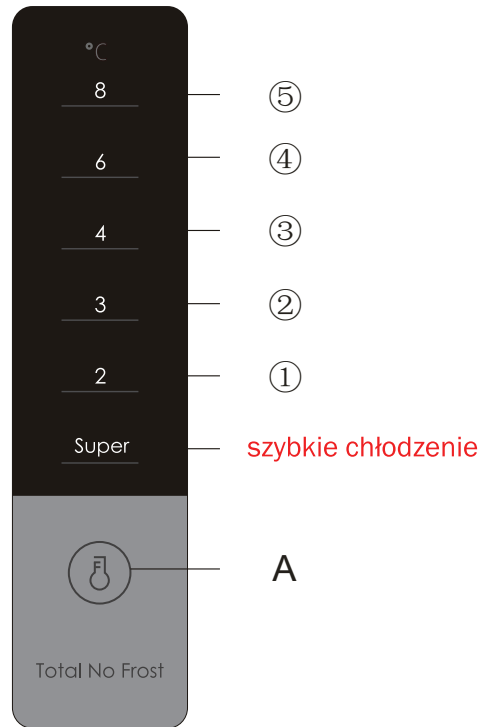 °C
8 ⑤
6 ④
4 ③
3 ②
2 ①
Super szybkie chłodzenie
A
Total No Frost